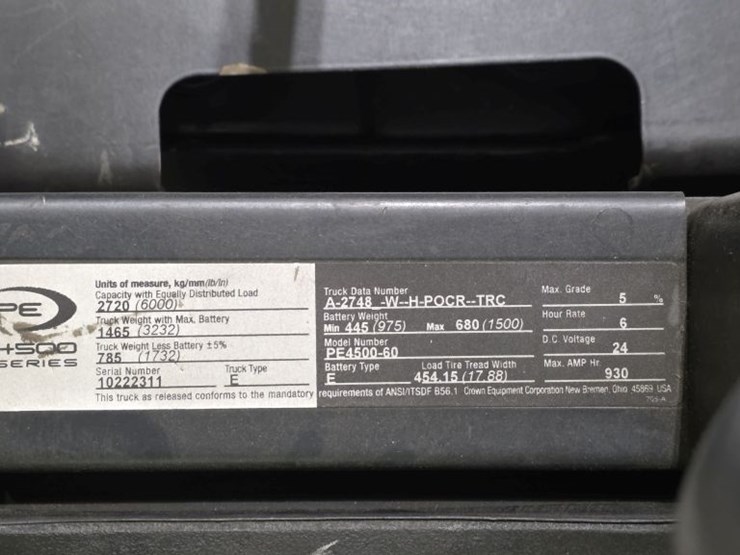 PE
4500
SERIES
Units of measure, kg/mm(lb/in)
Capacity with Equally Distributed Load
2720 (6000)
Truck Weight with Max. Battery
1465 (3232)
Truck Weight Less Battery ±5%
785 (1732)
Serial Number Truck Type
10222311 E
Truck Data Number
A-2748 -W--H-POCR--TRC
Battery Weight
Min 445 (975) Max 680 (1500)
Model Number
PE4500-60
Battery Type Load Tire Tread Width
E 454.15 (17.88)
Max. Grade
5 %
Hour Rate
6
D.C. Voltage
24
Max. AMP Hr.
930
This truck as released conforms to the mandatory requirements of ANSI/ITSDF B56.1 Crown Equipment Corporation New Bremen, Ohio 45869 USA